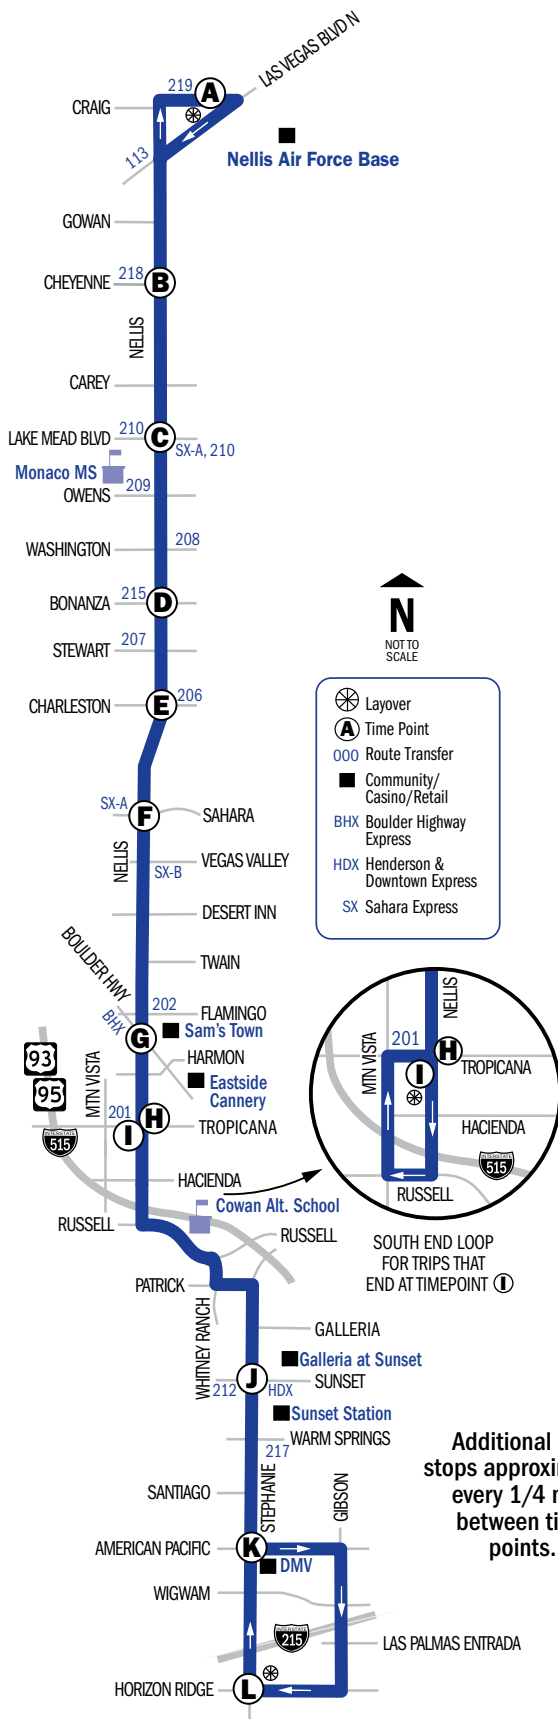 LAS VEGAS BLVD N
219
A
CRAIG
113
Nellis Air Force Base
GOWAN
218
CHEYENNE
B
NELLIS
CAREY
210
LAKE MEAD BLVD
C
SX-A, 210
Monaco MS
209
OWENS
WASHINGTON
208
215
BONANZA
D
N
NOT TO
SCALE
207
STEWART
206
CHARLESTON
E
Layover
A Time Point
000 Route Transfer
Community/
Casino/Retail
BHX Boulder Highway
Express
HDX Henderson &
Downtown Express
SX Sahara Express
SX-A
F
SAHARA
NELLIS
VEGAS VALLEY
SX-B
DESERT INN
TWAIN
BOULDER HWY
BHX
202
FLAMINGO
G
Sam's Town
HARMON
93
95
MTN VISTA
Eastside
Cannery
201
H
I
TROPICANA
INTERSTATE
515
HACIENDA
Cowan Alt. School
RUSSELL
RUSSELL
NELLIS
MTN VISTA
201
H
I
TROPICANA
HACIENDA
INTERSTATE
515
RUSSELL
SOUTH END LOOP
FOR TRIPS THAT
END AT TIMEPOINT I
PATRICK
WHITNEY RANCH
GALLERIA
Galleria at Sunset
J
212
HDX
SUNSET
Sunset Station
WARM SPRINGS
217
Additional
stops approxim
every 1/4 m
between ti
points.
STEPHANIE
SANTIAGO
GIBSON
AMERICAN PACIFIC
K
DMV
WIGWAM
INTERSTATE
215
LAS PALMAS ENTRADA
HORIZON RIDGE
L